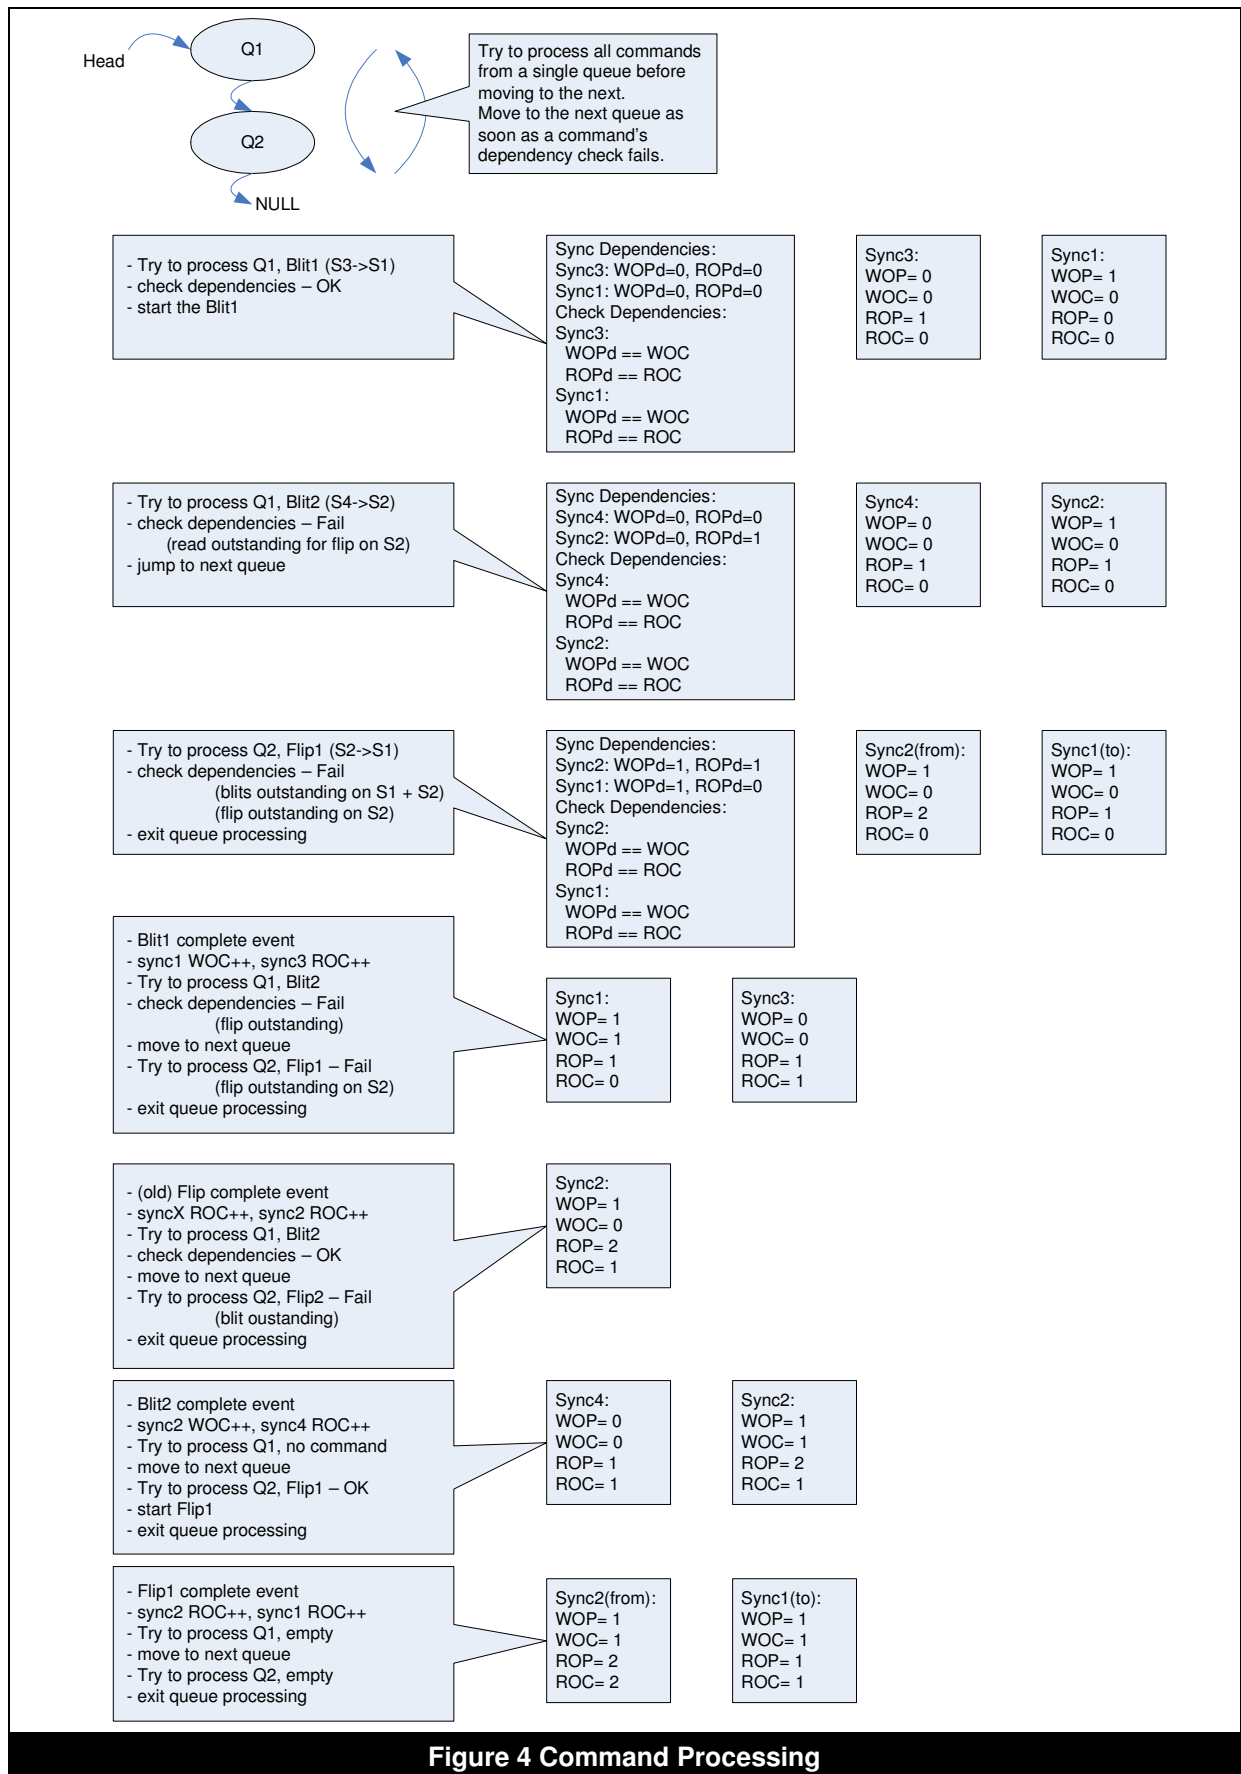 Head
Q1
Q2
NULL
Try to process all commands
from a single queue before
moving to the next.
Move to the next queue as
soon as a command's
dependency check fails.
- Try to process Q1, Blit1 (S3->S1)
- check dependencies – OK
- start the Blit1
Sync Dependencies:
Sync3: WOPd=0, ROPd=0
Sync1: WOPd=0, ROPd=0
Check Dependencies:
Sync3:
WOPd == WOC
ROPd == ROC
Sync1:
WOPd == WOC
ROPd == ROC
Sync3:
WOP= 0
WOC= 0
ROP= 1
ROC= 0
Sync1:
WOP= 1
WOC= 0
ROP= 0
ROC= 0
- Try to process Q1, Blit2 (S4->S2)
- check dependencies – Fail
(read outstanding for flip on S2)
- jump to next queue
Sync Dependencies:
Sync4: WOPd=0, ROPd=0
Sync2: WOPd=0, ROPd=1
Check Dependencies:
Sync4:
WOPd == WOC
ROPd == ROC
Sync2:
WOPd == WOC
ROPd == ROC
Sync4:
WOP= 0
WOC= 0
ROP= 1
ROC= 0
Sync2:
WOP= 1
WOC= 0
ROP= 1
ROC= 0
- Try to process Q2, Flip1 (S2->S1)
- check dependencies – Fail
(blits outstanding on S1 + S2)
(flip outstanding on S2)
- exit queue processing
Sync Dependencies:
Sync2: WOPd=1, ROPd=1
Sync1: WOPd=1, ROPd=0
Check Dependencies:
Sync2:
WOPd == WOC
ROPd == ROC
Sync1:
WOPd == WOC
ROPd == ROC
Sync2(from):
WOP= 1
WOC= 0
ROP= 2
ROC= 0
Sync1(to):
WOP= 1
WOC= 0
ROP= 1
ROC= 0
- Blit1 complete event
- sync1 WOC++, sync3 ROC++
- Try to process Q1, Blit2
- check dependencies – Fail
(flip outstanding)
- move to next queue
- Try to process Q2, Flip1 – Fail
(flip outstanding on S2)
- exit queue processing
Sync1:
WOP= 1
WOC= 1
ROP= 1
ROC= 0
Sync3:
WOP= 0
WOC= 0
ROP= 1
ROC= 1
- (old) Flip complete event
- syncX ROC++, sync2 ROC++
- Try to process Q1, Blit2
- check dependencies – OK
- move to next queue
- Try to process Q2, Flip2 – Fail
(blit oustanding)
- exit queue processing
Sync2:
WOP= 1
WOC= 0
ROP= 2
ROC= 1
- Blit2 complete event
- sync2 WOC++, sync4 ROC++
- Try to process Q1, no command
- move to next queue
- Try to process Q2, Flip1 – OK
- start Flip1
- exit queue processing
Sync4:
WOP= 0
WOC= 0
ROP= 1
ROC= 1
Sync2:
WOP= 1
WOC= 1
ROP= 2
ROC= 1
- Flip1 complete event
- sync2 ROC++, sync1 ROC++
- Try to process Q1, empty
- move to next queue
- Try to process Q2, empty
- exit queue processing
Sync2(from):
WOP= 1
WOC= 1
ROP= 2
ROC= 2
Sync1(to):
WOP= 1
WOC= 1
ROP= 1
ROC= 1
Figure 4 Command Processing